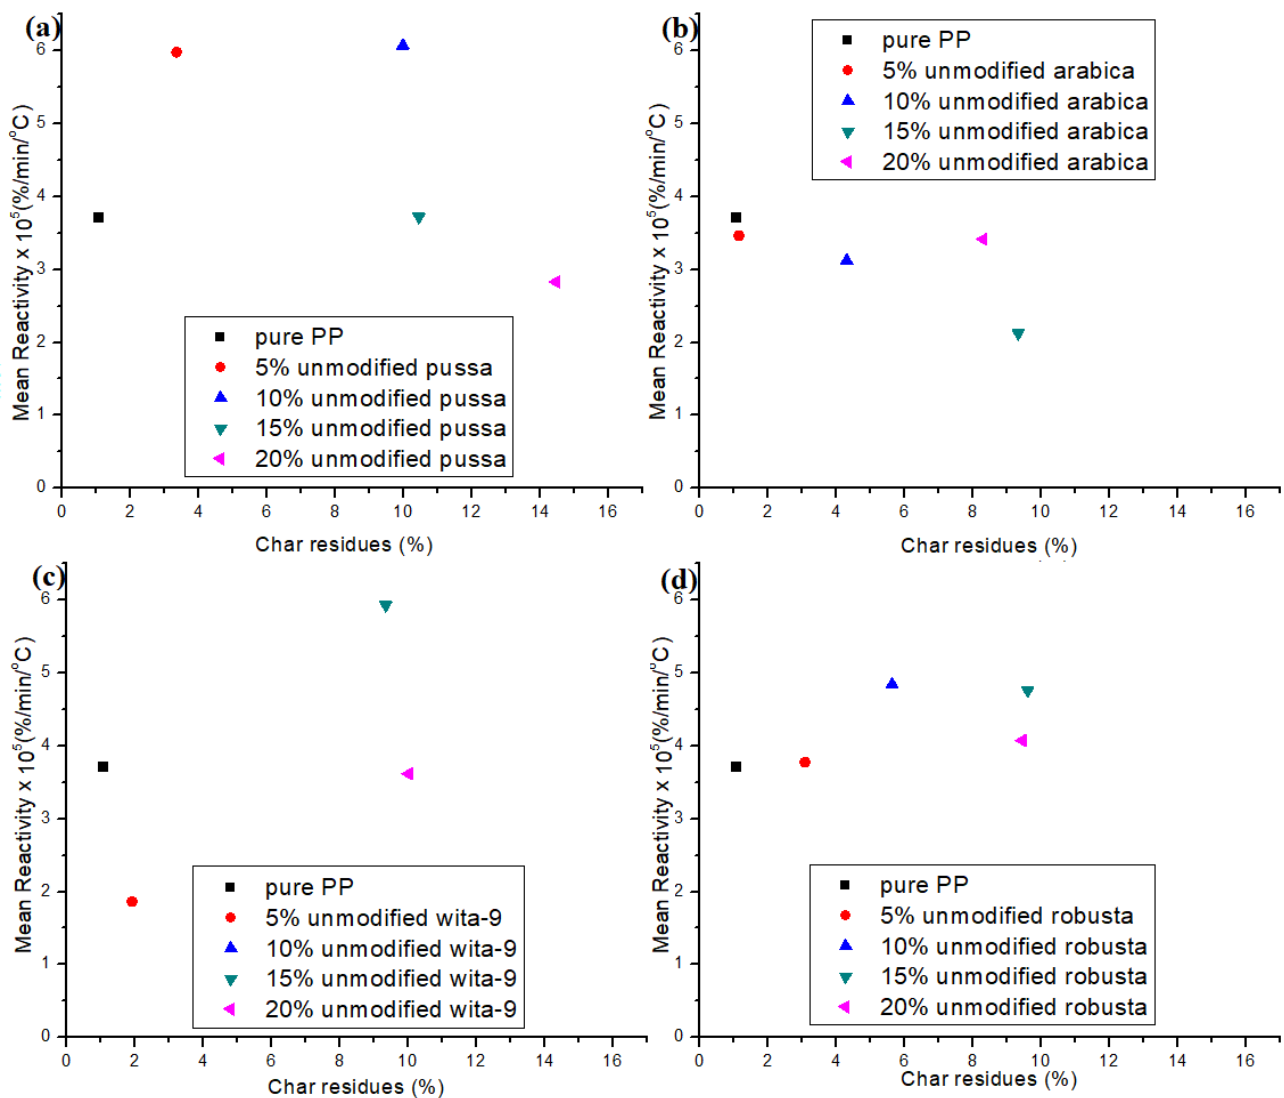 (a)
6
5
4
3
2
1
0
Mean Reactivity x 10⁵(%/min/°C)
pure PP
5% unmodified pussa
10% unmodified pussa
15% unmodified pussa
20% unmodified pussa
0 2 4 6 8 10 12 14 16
Char residues (%)
(b)
6
5
4
3
2
1
0
Mean Reactivity x 10⁵(%/min/°C)
pure PP
5% unmodified arabica
10% unmodified arabica
15% unmodified arabica
20% unmodified arabica
0 2 4 6 8 10 12 14 16
Char residues (%)
(c)
6
5
4
3
2
1
0
Mean Reactivity x 10⁵(%/min/°C)
pure PP
5% unmodified wita-9
10% unmodified wita-9
15% unmodified wita-9
20% unmodified wita-9
0 2 4 6 8 10 12 14 16
Char residues (%)
(d)
6
5
4
3
2
1
0
Mean Reactivity x 10⁵(%/min/°C)
pure PP
5% unmodified robusta
10% unmodified robusta
15% unmodified robusta
20% unmodified robusta
0 2 4 6 8 10 12 14 16
Char residues (%)